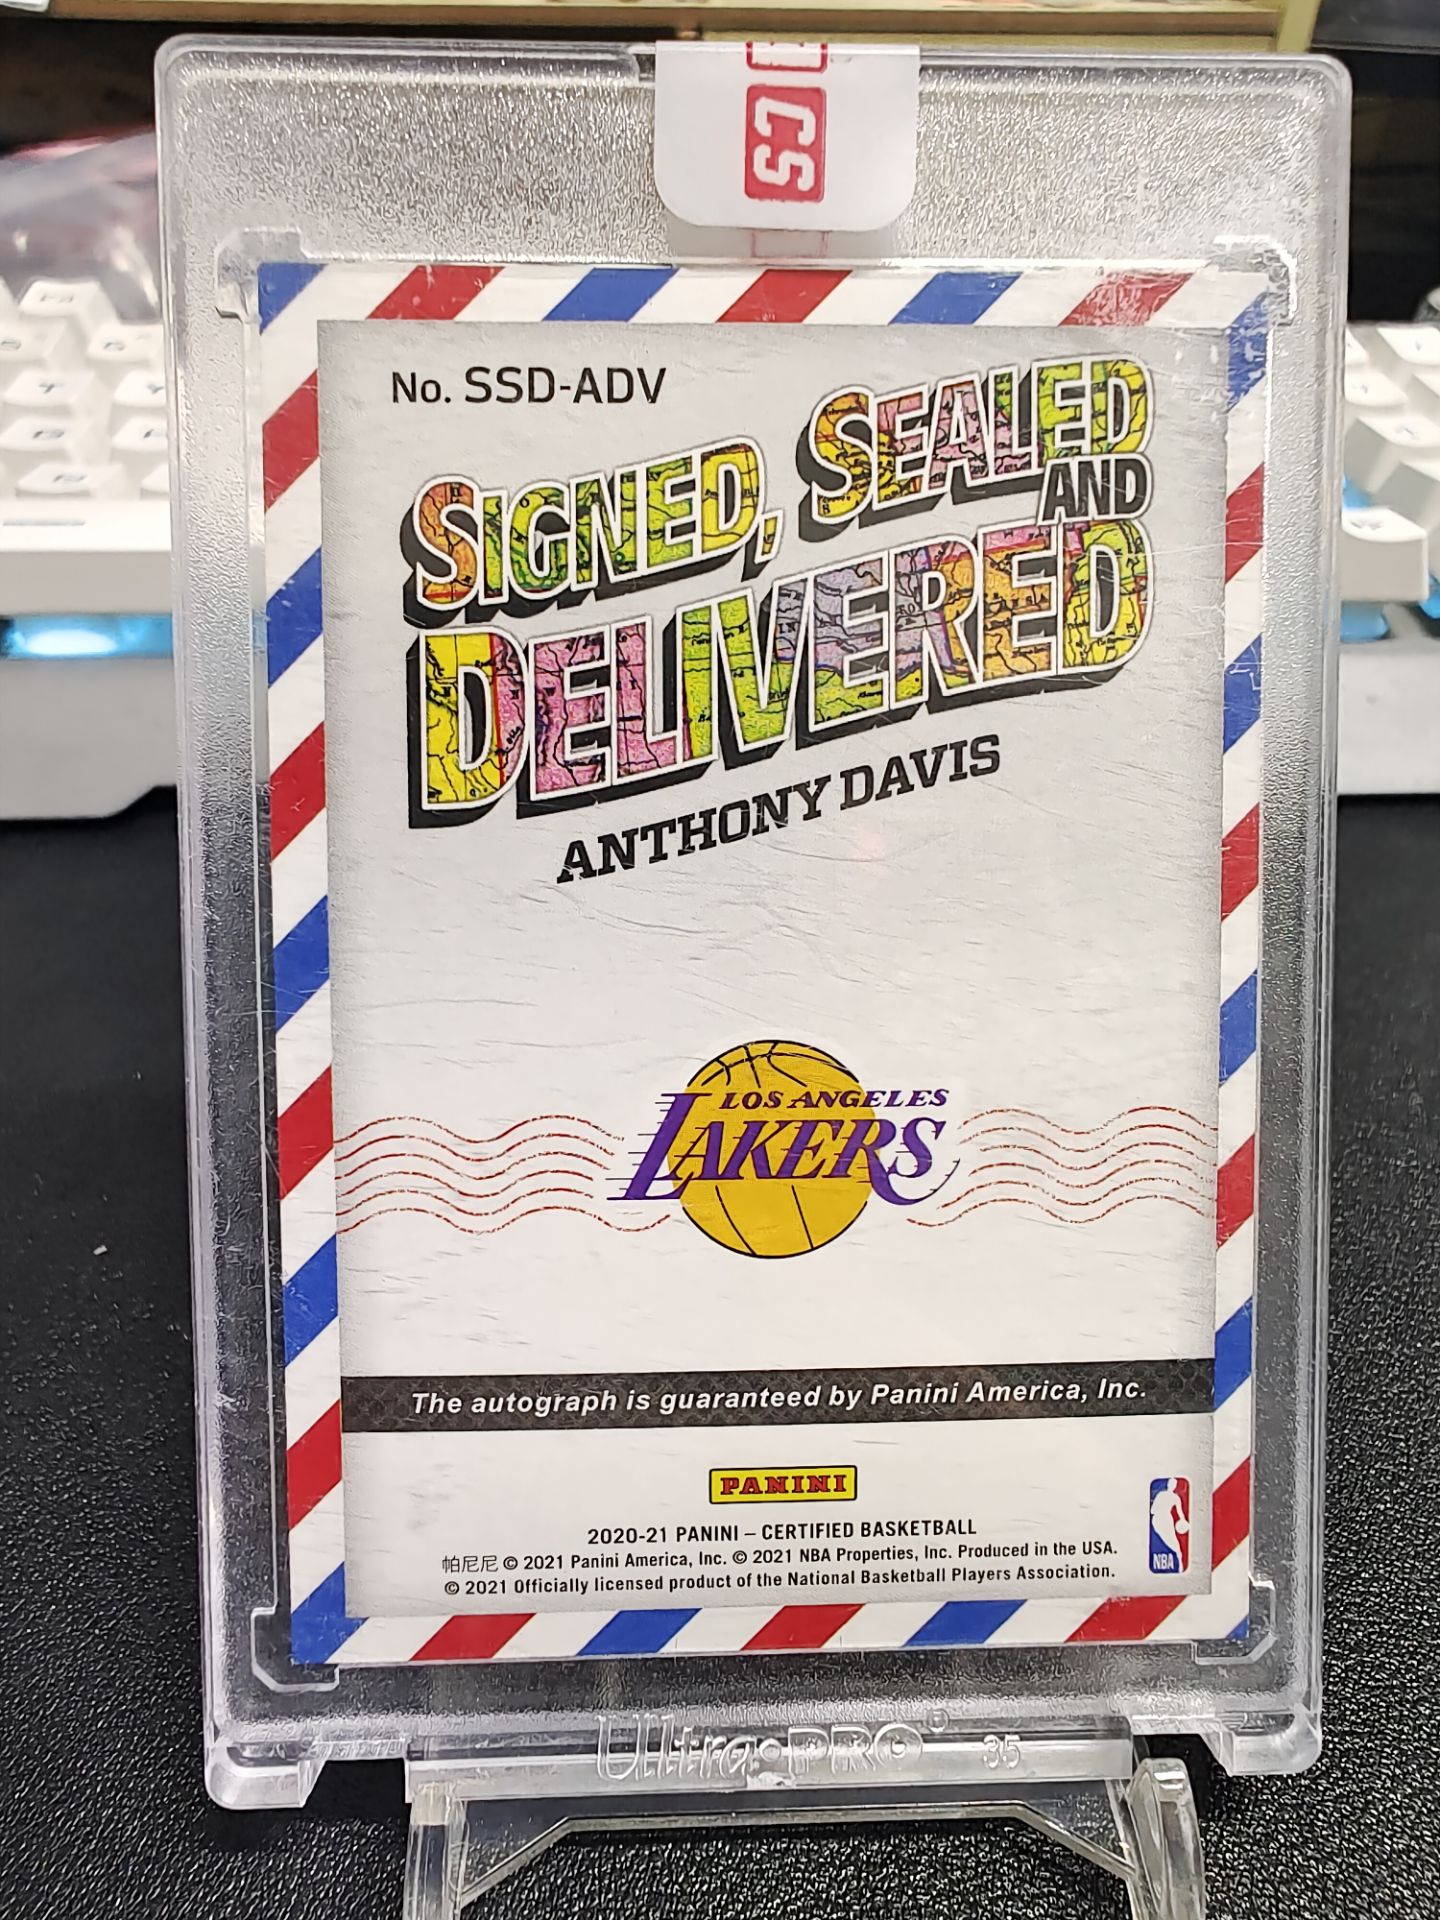 CS
No. SSD-ADV
SIGNED, SEALED
AND
DELIVERED
ANTHONY DAVIS
LOS ANGELES
LAKERS
The autograph is guaranteed by Panini America, Inc.
PANINI
2020-21 PANINI – CERTIFIED BASKETBALL
帕尼尼 © 2021 Panini America, Inc. © 2021 NBA Properties, Inc. Produced in the USA.
© 2021 Officially licensed product of the National Basketball Players Association.
NBA
Ultra•PRO® 35